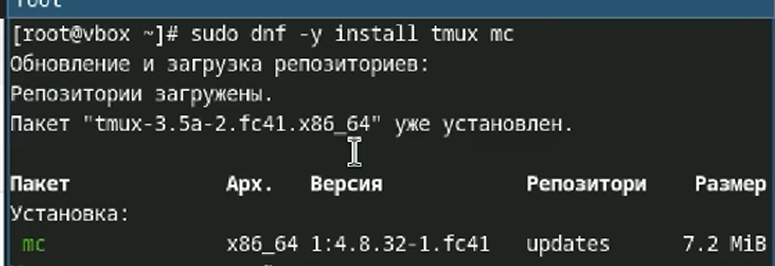 root
[root@vbox ~]# sudo dnf -y install tmux mc
Обновление и загрузка репозиториев:
Репозитории загружены.
Пакет "tmux-3.5a-2.fc41.x86_64" уже установлен.
Пакет Арх. Версия Репозитори Размер
Установка:
mc x86_64 1:4.8.32-1.fc41 updates 7.2 MiB